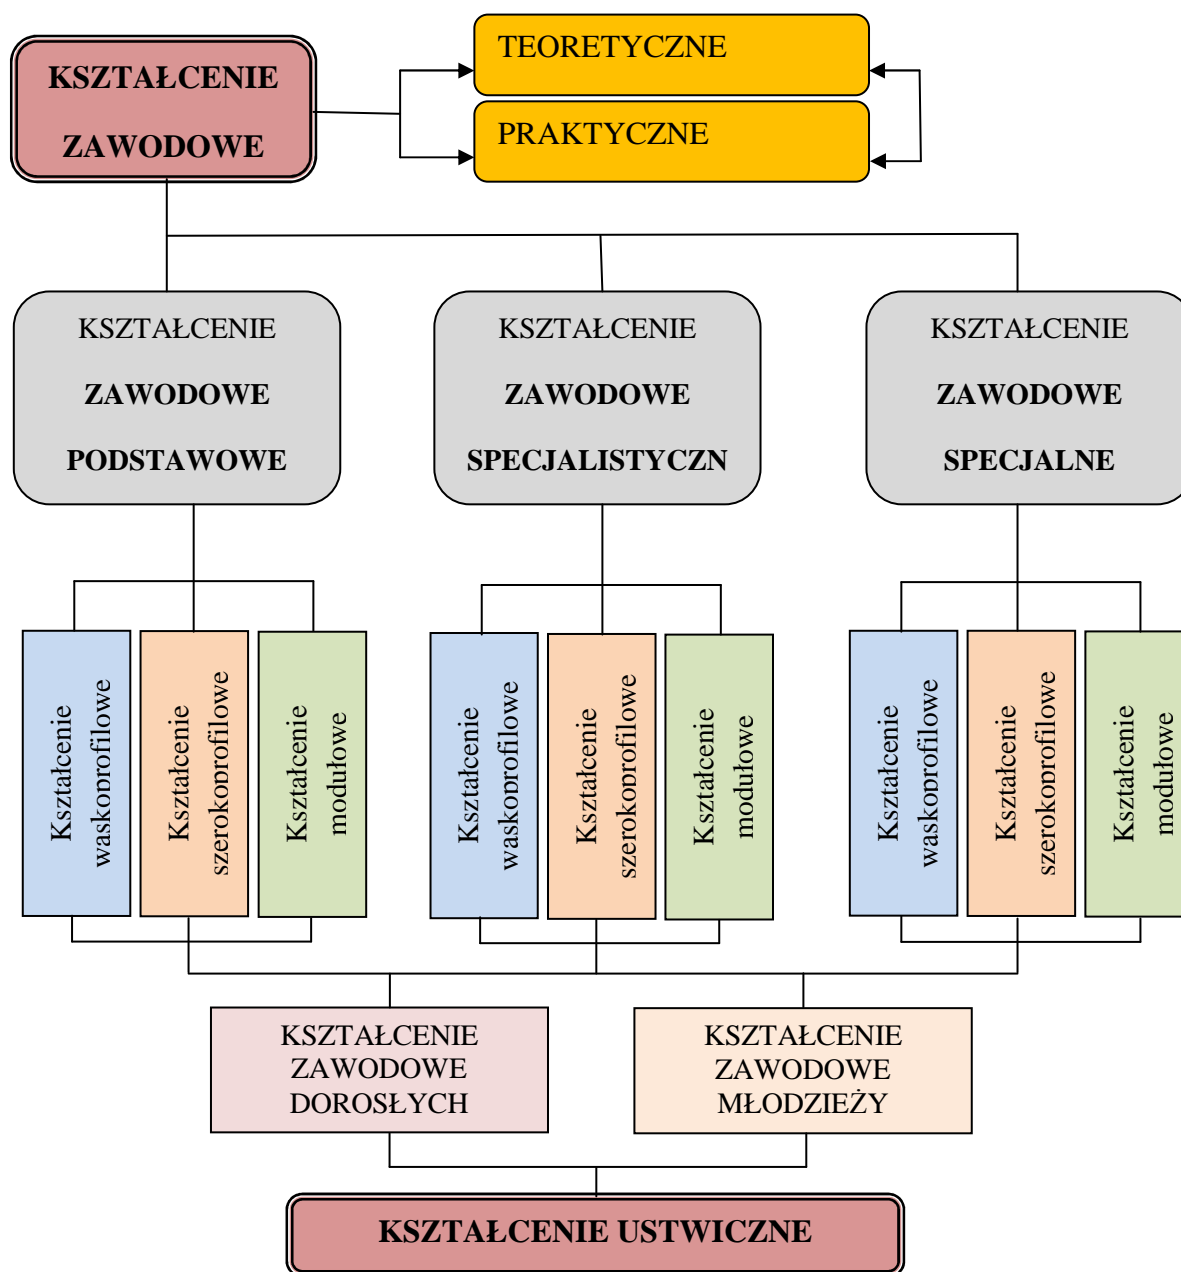 KSZTAŁCENIE
ZAWODOWE
TEORETYCZNE
PRAKTYCZNE
KSZTAŁCENIE
ZAWODOWE
PODSTAWOWE
KSZTAŁCENIE
ZAWODOWE
SPECJALISTYCZN
KSZTAŁCENIE
ZAWODOWE
SPECJALNE
Kształcenie
waskoprofilowe
Kształcenie
szerokoprofilowe
Kształcenie
modułowe
Kształcenie
waskoprofilowe
Kształcenie
szerokoprofilowe
Kształcenie
modułowe
Kształcenie
waskoprofilowe
Kształcenie
szerokoprofilowe
Kształcenie
modułowe
KSZTAŁCENIE
ZAWODOWE
DOROSŁYCH
KSZTAŁCENIE
ZAWODOWE
MŁODZIEŻY
KSZTAŁCENIE USTWICZNE